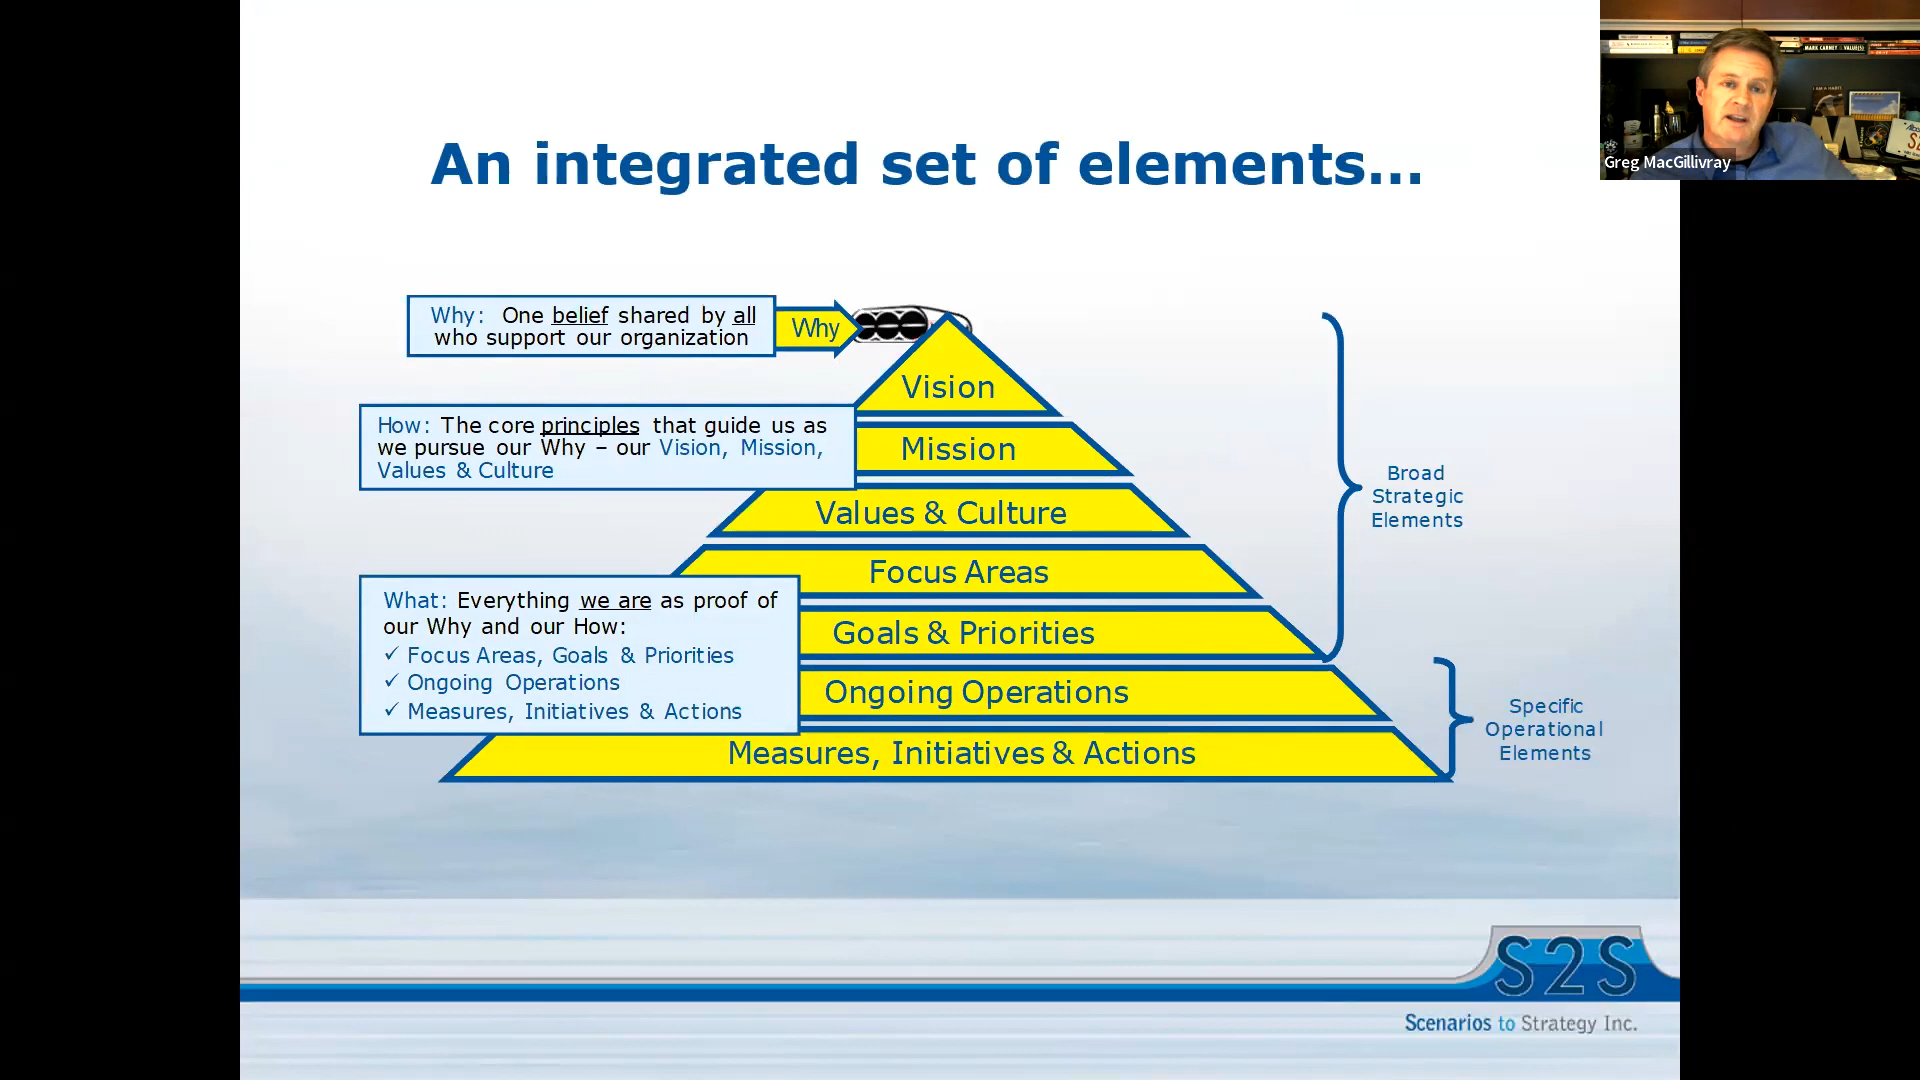 An integrated set of elements...
Why: One belief shared by all
who support our organization
Why
Vision
How: The core principles that guide us as
we pursue our Why – our Vision, Mission,
Values & Culture
Mission
Values & Culture
Focus Areas
Goals & Priorities
Ongoing Operations
Measures, Initiatives & Actions
What: Everything we are as proof of
our Why and our How:
✓ Focus Areas, Goals & Priorities
✓ Ongoing Operations
✓ Measures, Initiatives & Actions
Broad
Strategic
Elements
Specific
Operational
Elements
S2S
Scenarios to Strategy Inc.
MARK CARNEY
VALUE(S)
Greg MacGillivray